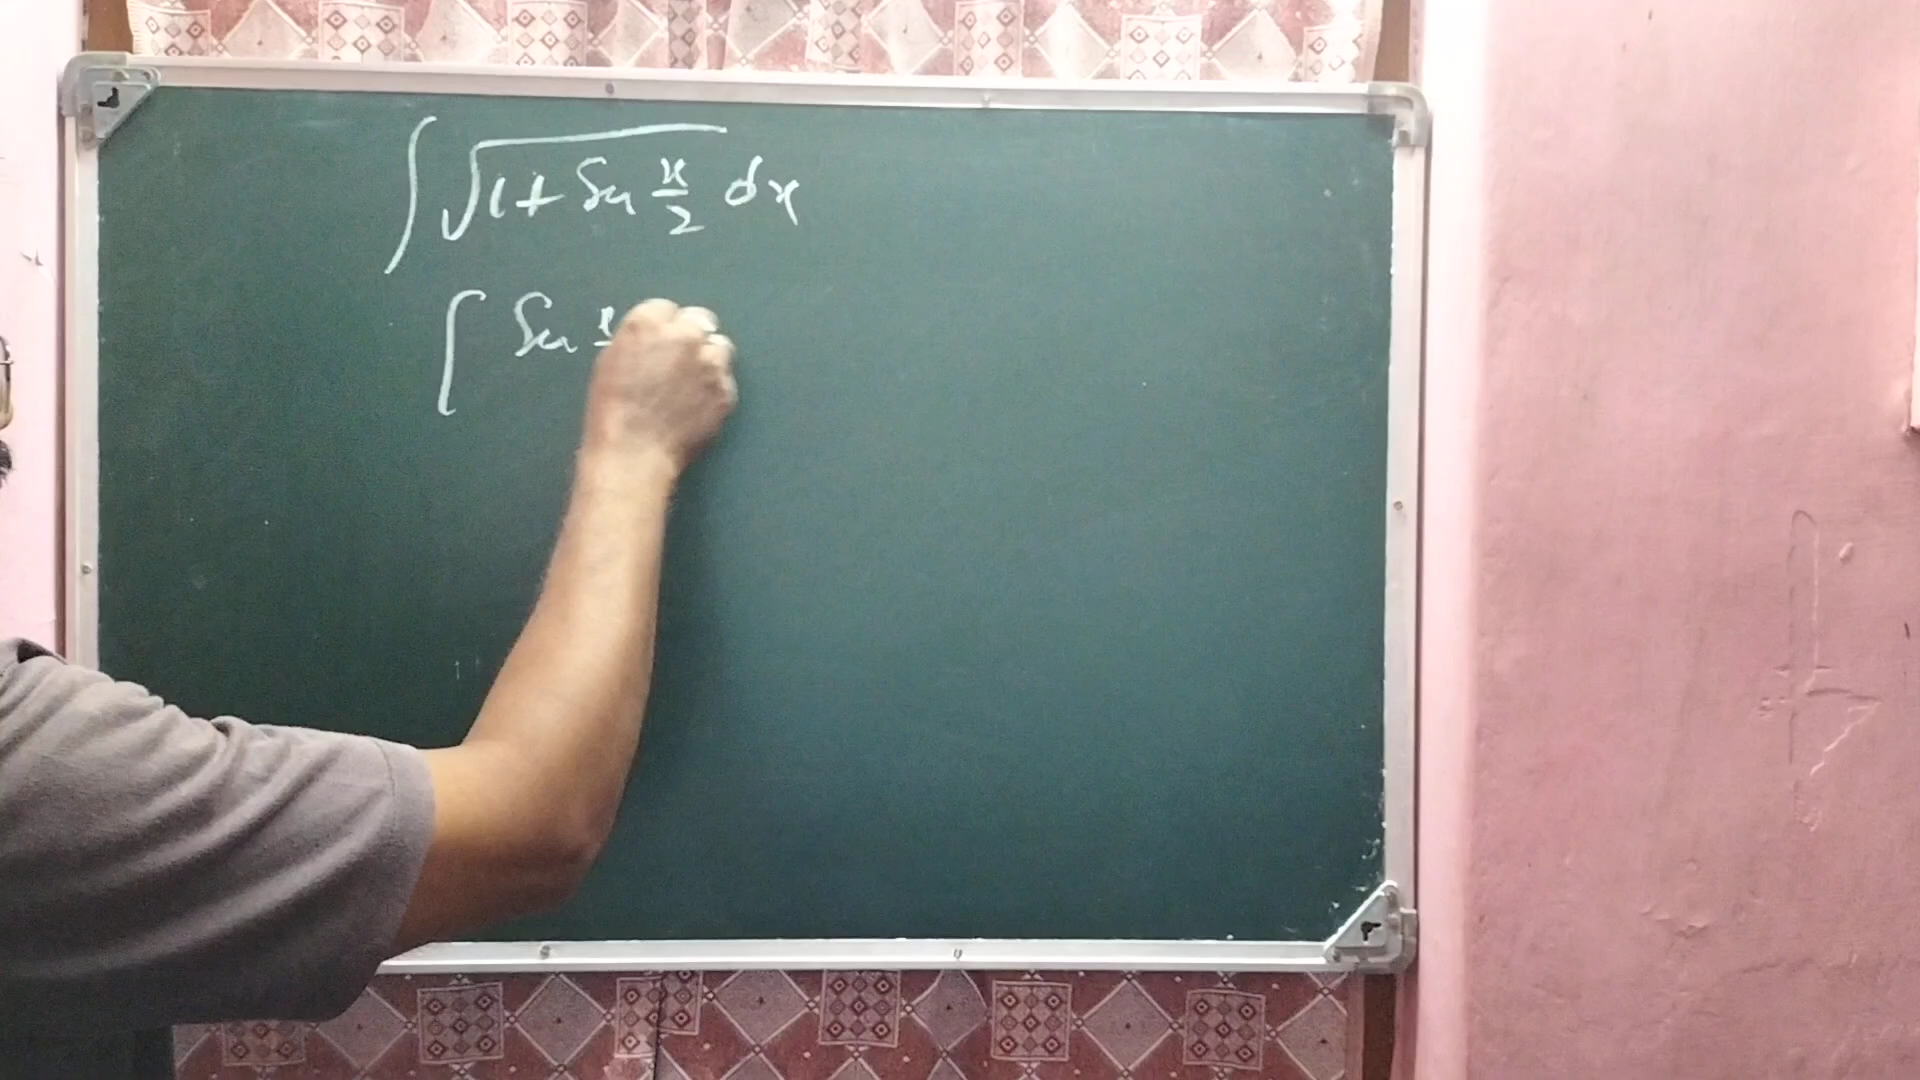 ∫ √(1 + Sin x/2) dx
∫ Sin x